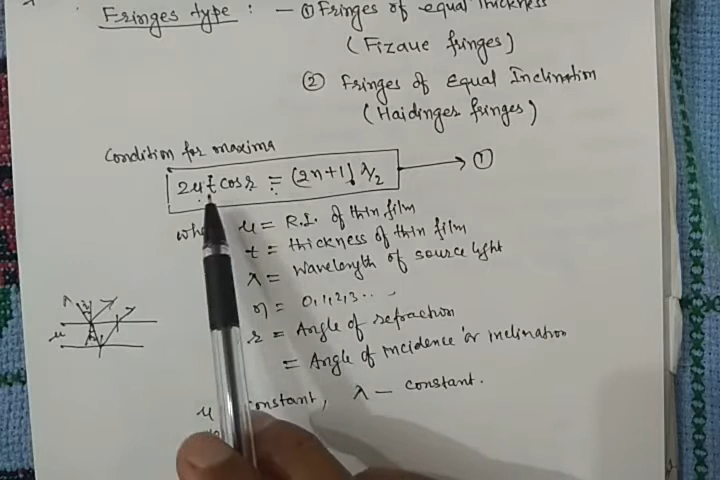 Fringes type : - ① Fringes of equal thickness
(Fizaue fringes)
② Fringes of Equal Inclination
(Haidinges fringes)
Condition for maxima
2μt cosr = (2n+1) λ/2 → ①
μ = R.I. of thin film
t = thickness of thin film
λ = Wavelength of source light
n = 0,1,2,3...
r = Angle of refraction
= Angle of incidence or inclination
μ constant, λ - constant.
λ
μ